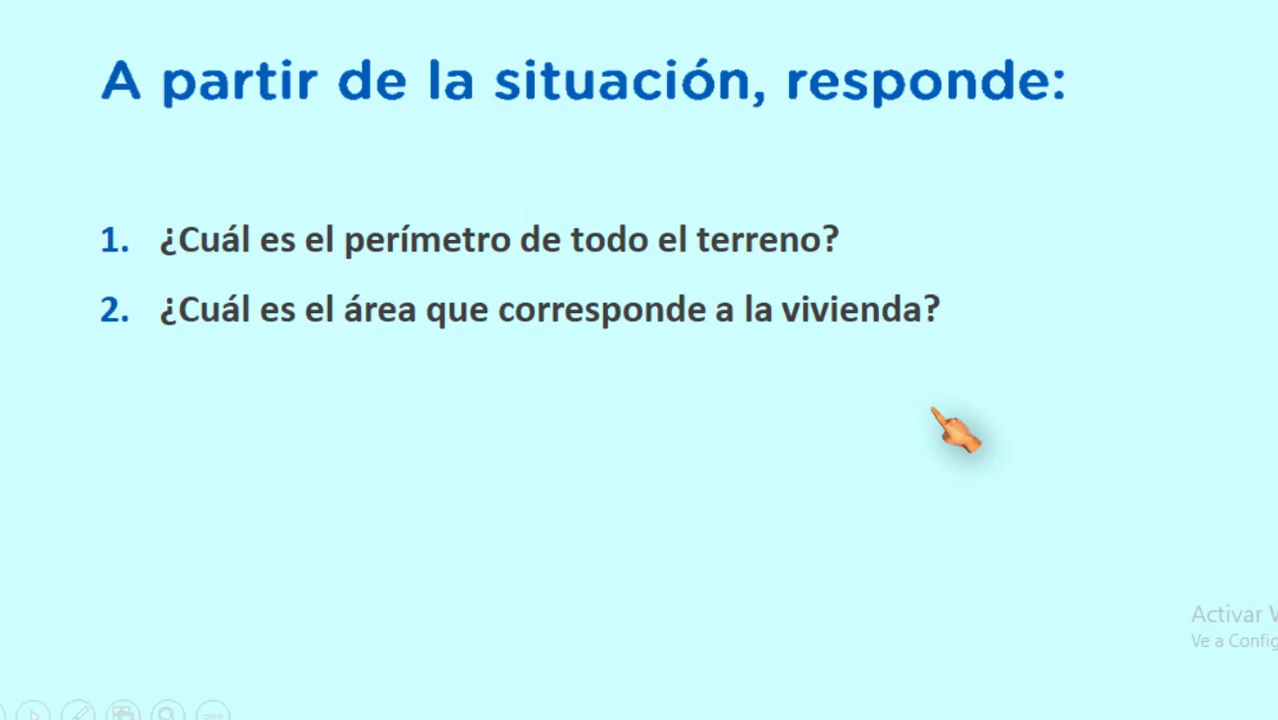 A partir de la situación, responde:
1. ¿Cuál es el perímetro de todo el terreno?
2. ¿Cuál es el área que corresponde a la vivienda?
Activar
Ve a Config